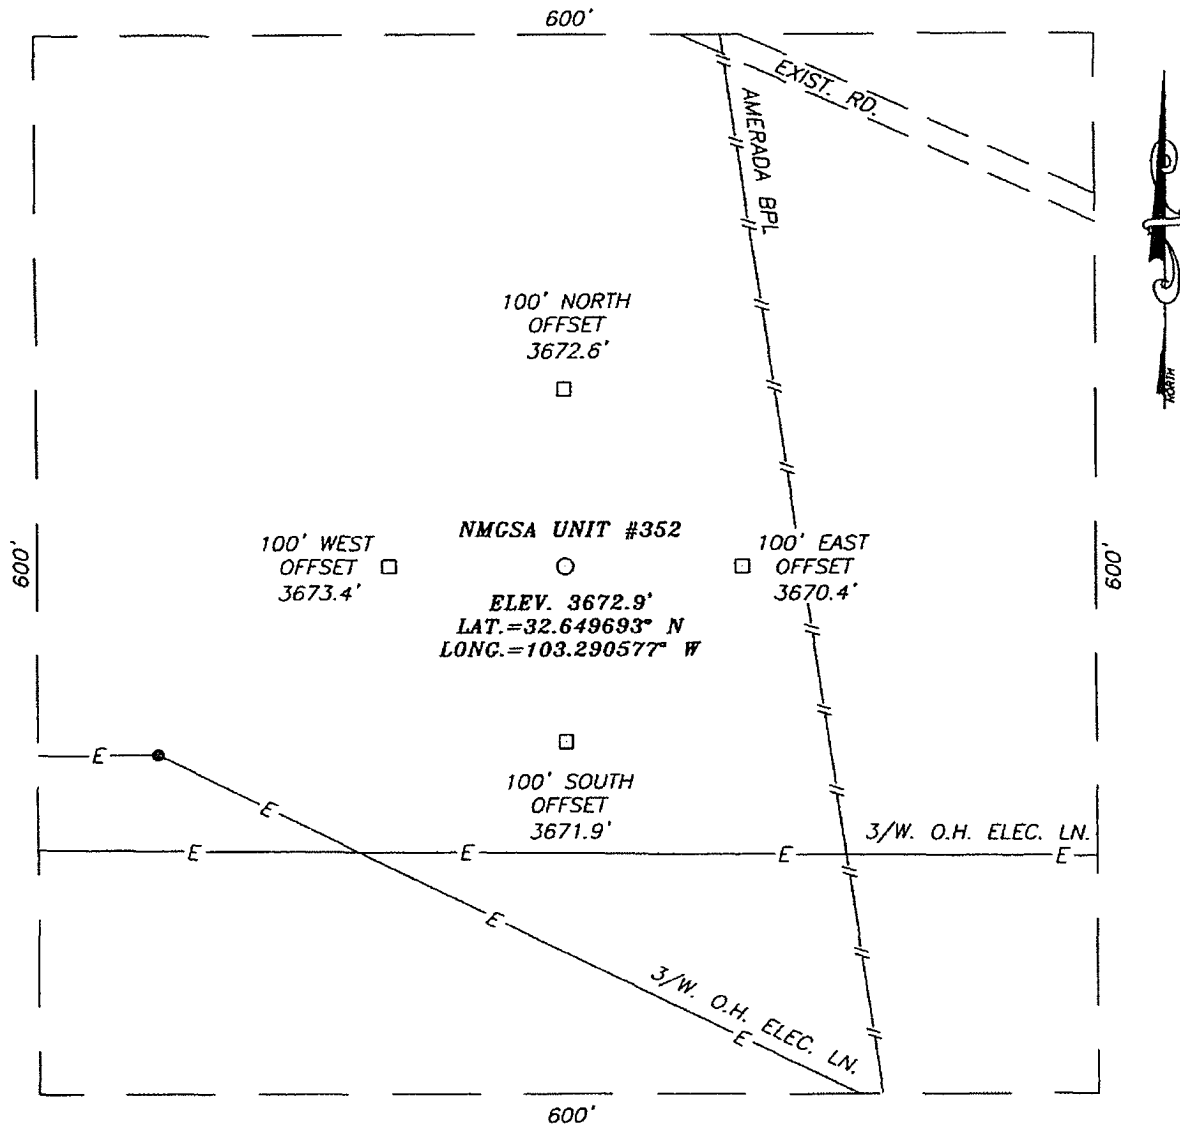 600'
EXIST. RD.
AMERADA BPL
NORTH
100' NORTH
OFFSET
3672.6'
NMGSA UNIT #352
100' WEST
OFFSET
3673.4'
100' EAST
OFFSET
3670.4'
600'
600'
ELEV. 3672.9'
LAT.=32.649693° N
LONG.=103.290577° W
E
100' SOUTH
OFFSET
3671.9'
E
3/W. O.H. ELEC. LN.
E
E
E
E
E
3/W. O.H. ELEC. LN.
E
600'